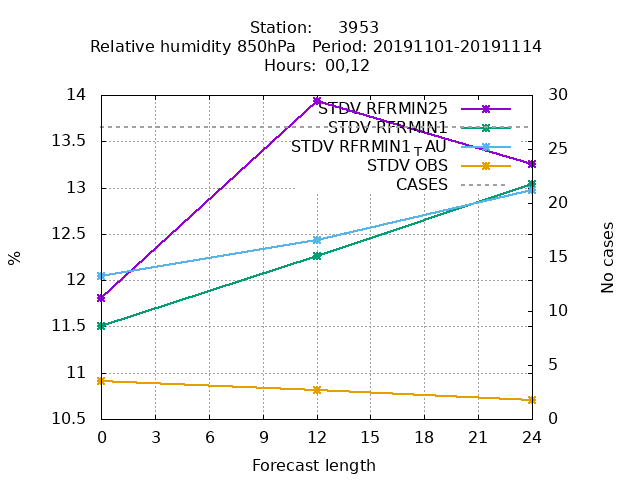 Station: 3953
Relative humidity 850hPa Period: 20191101-20191114
Hours: 00,12
14
13.5
13
12.5
12
11.5
11
10.5
30
25
20
15
10
5
0
%
No cases
STDV RFRMIN25
STDV RFRMIN1
STDV RFRMIN1TAU
STDV OBS
CASES
0 3 6 9 12 15 18 21 24
Forecast length